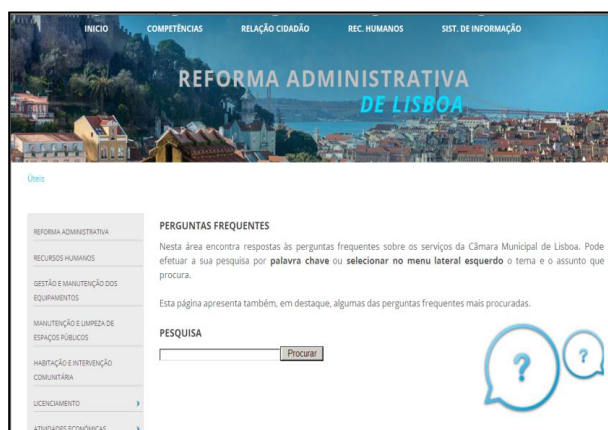 INICIO COMPETÊNCIAS RELAÇÃO CIDADÃO REC. HUMANOS SIST. DE INFORMAÇÃO
REFORMA ADMINISTRATIVA
DE LISBOA
Úteis
REFORMA ADMINISTRATIVA
RECURSOS HUMANOS
GESTÃO E MANUTENÇÃO DOS
EQUIPAMENTOS
MANUTENÇÃO E LIMPEZA DE
ESPAÇOS PÚBLICOS
HABITAÇÃO E INTERVENÇÃO
COMUNITÁRIA
LICENCIAMENTO
ATIVIDADES ECONÓMICAS
PERGUNTAS FREQUENTES
Nesta área encontra respostas às perguntas frequentes sobre os serviços da Câmara Municipal de Lisboa. Pode
efetuar a sua pesquisa por palavra chave ou selecionar no menu lateral esquerdo o tema e o assunto que
procura.
Esta página apresenta também, em destaque, algumas das perguntas frequentes mais procuradas.
PESQUISA
Procurar
? ?